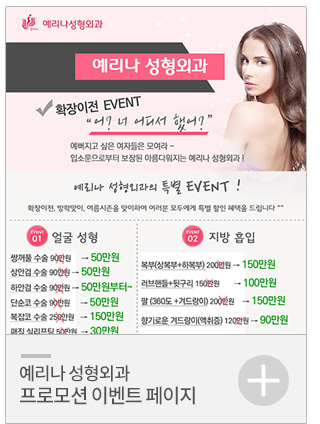 예리나성형외과
예리나 성형외과
확장이전 EVENT
"어? 너 어디서 했어?"
예뻐지고 싶은 여자들은 모여라 ~
입소문으로부터 보장된 아름다워지는 예리나 성형외과 !
예리나 성형외과의 특별 EVENT !
확장이전, 방학맞이, 여름시즌을 맞이하여 여러분 모두에게 특별 할인 혜택을 드립니다 ^^
EVENT 01 얼굴 성형
쌍꺼풀 수술 90만원 → 50만원
상안검 수술 90만원 → 50만원
하안검 수술 90만원 → 50만원부터~
단순코 수술 90만원 → 50만원
복잡코 수술 250만원 → 150만원
매직 실리프팅 50만원 → 30만원
EVENT 02 지방 흡입
복부(상복부+하복부) 200만원 → 150만원
러브핸들+뒷구리 150만원 → 100만원
팔 (360도 +겨드랑이) 200만원 → 150만원
향기로운 겨드랑이(액취증) 120만원 → 90만원
예리나 성형외과
프로모션 이벤트 페이지